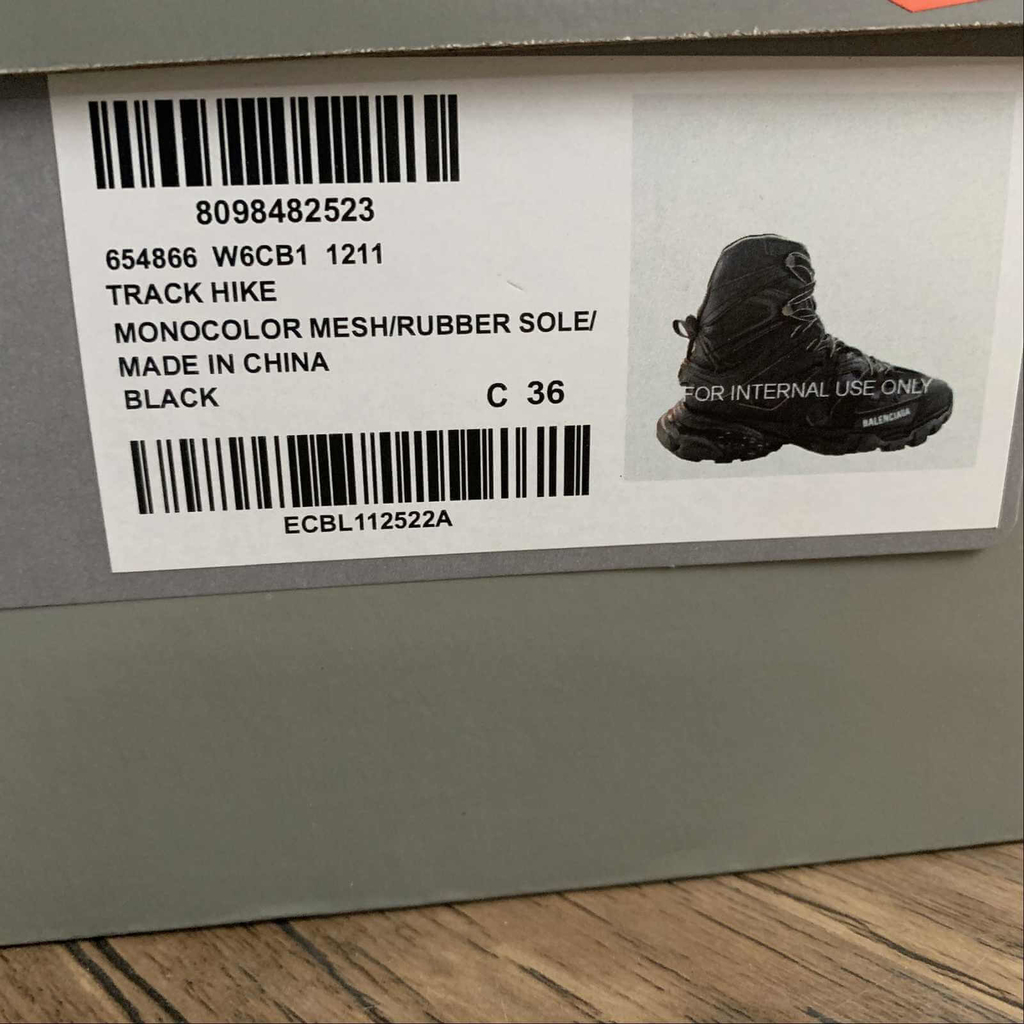 8098482523
654866 W6CB1 1211
TRACK HIKE
MONOCOLOR MESH/RUBBER SOLE/
MADE IN CHINA
BLACK C 36
ECBL112522A
FOR INTERNAL USE ONLY
BALENCIAGA